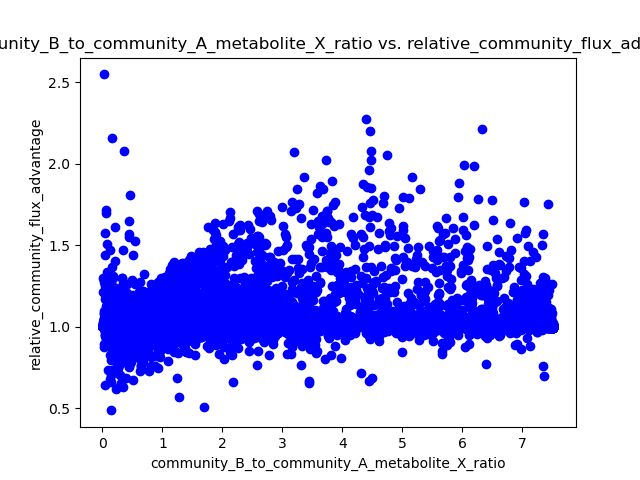 unity_B_to_community_A_metabolite_X_ratio vs. relative_community_flux_ad
relative_community_flux_advantage
2.5
2.0
1.5
1.0
0.5
0 1 2 3 4 5 6 7
community_B_to_community_A_metabolite_X_ratio